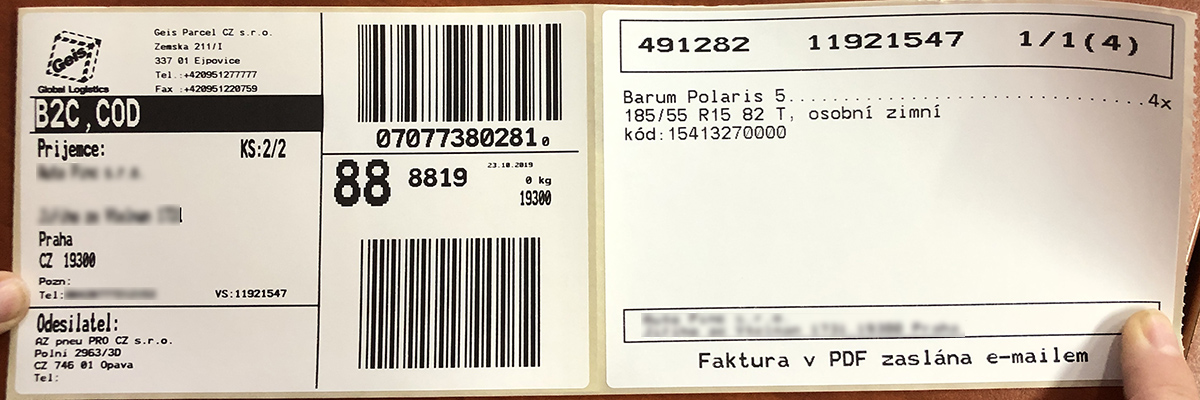 Geis
Global Logistics
Geis Parcel CZ s.r.o.
Zemska 211/I
337 01 Ejpovice
Tel.:+420951277777
Fax :+420951220759
B2C,COD
Prijemce: KS:2/2
Praha
CZ 19300
Pozn:
Tel: VS:11921547
Odesilatel:
AZ pneu PRO CZ s.r.o.
Polní 2963/3D
CZ 746 01 Opava
Tel:
07077380281 0
23.10.2019
88 8819 0 kg
19300
491282 11921547 1/1(4)
Barum Polaris 5..............................4x
185/55 R15 82 T, osobní zimní
kód:15413270000
Faktura v PDF zaslána e-mailem